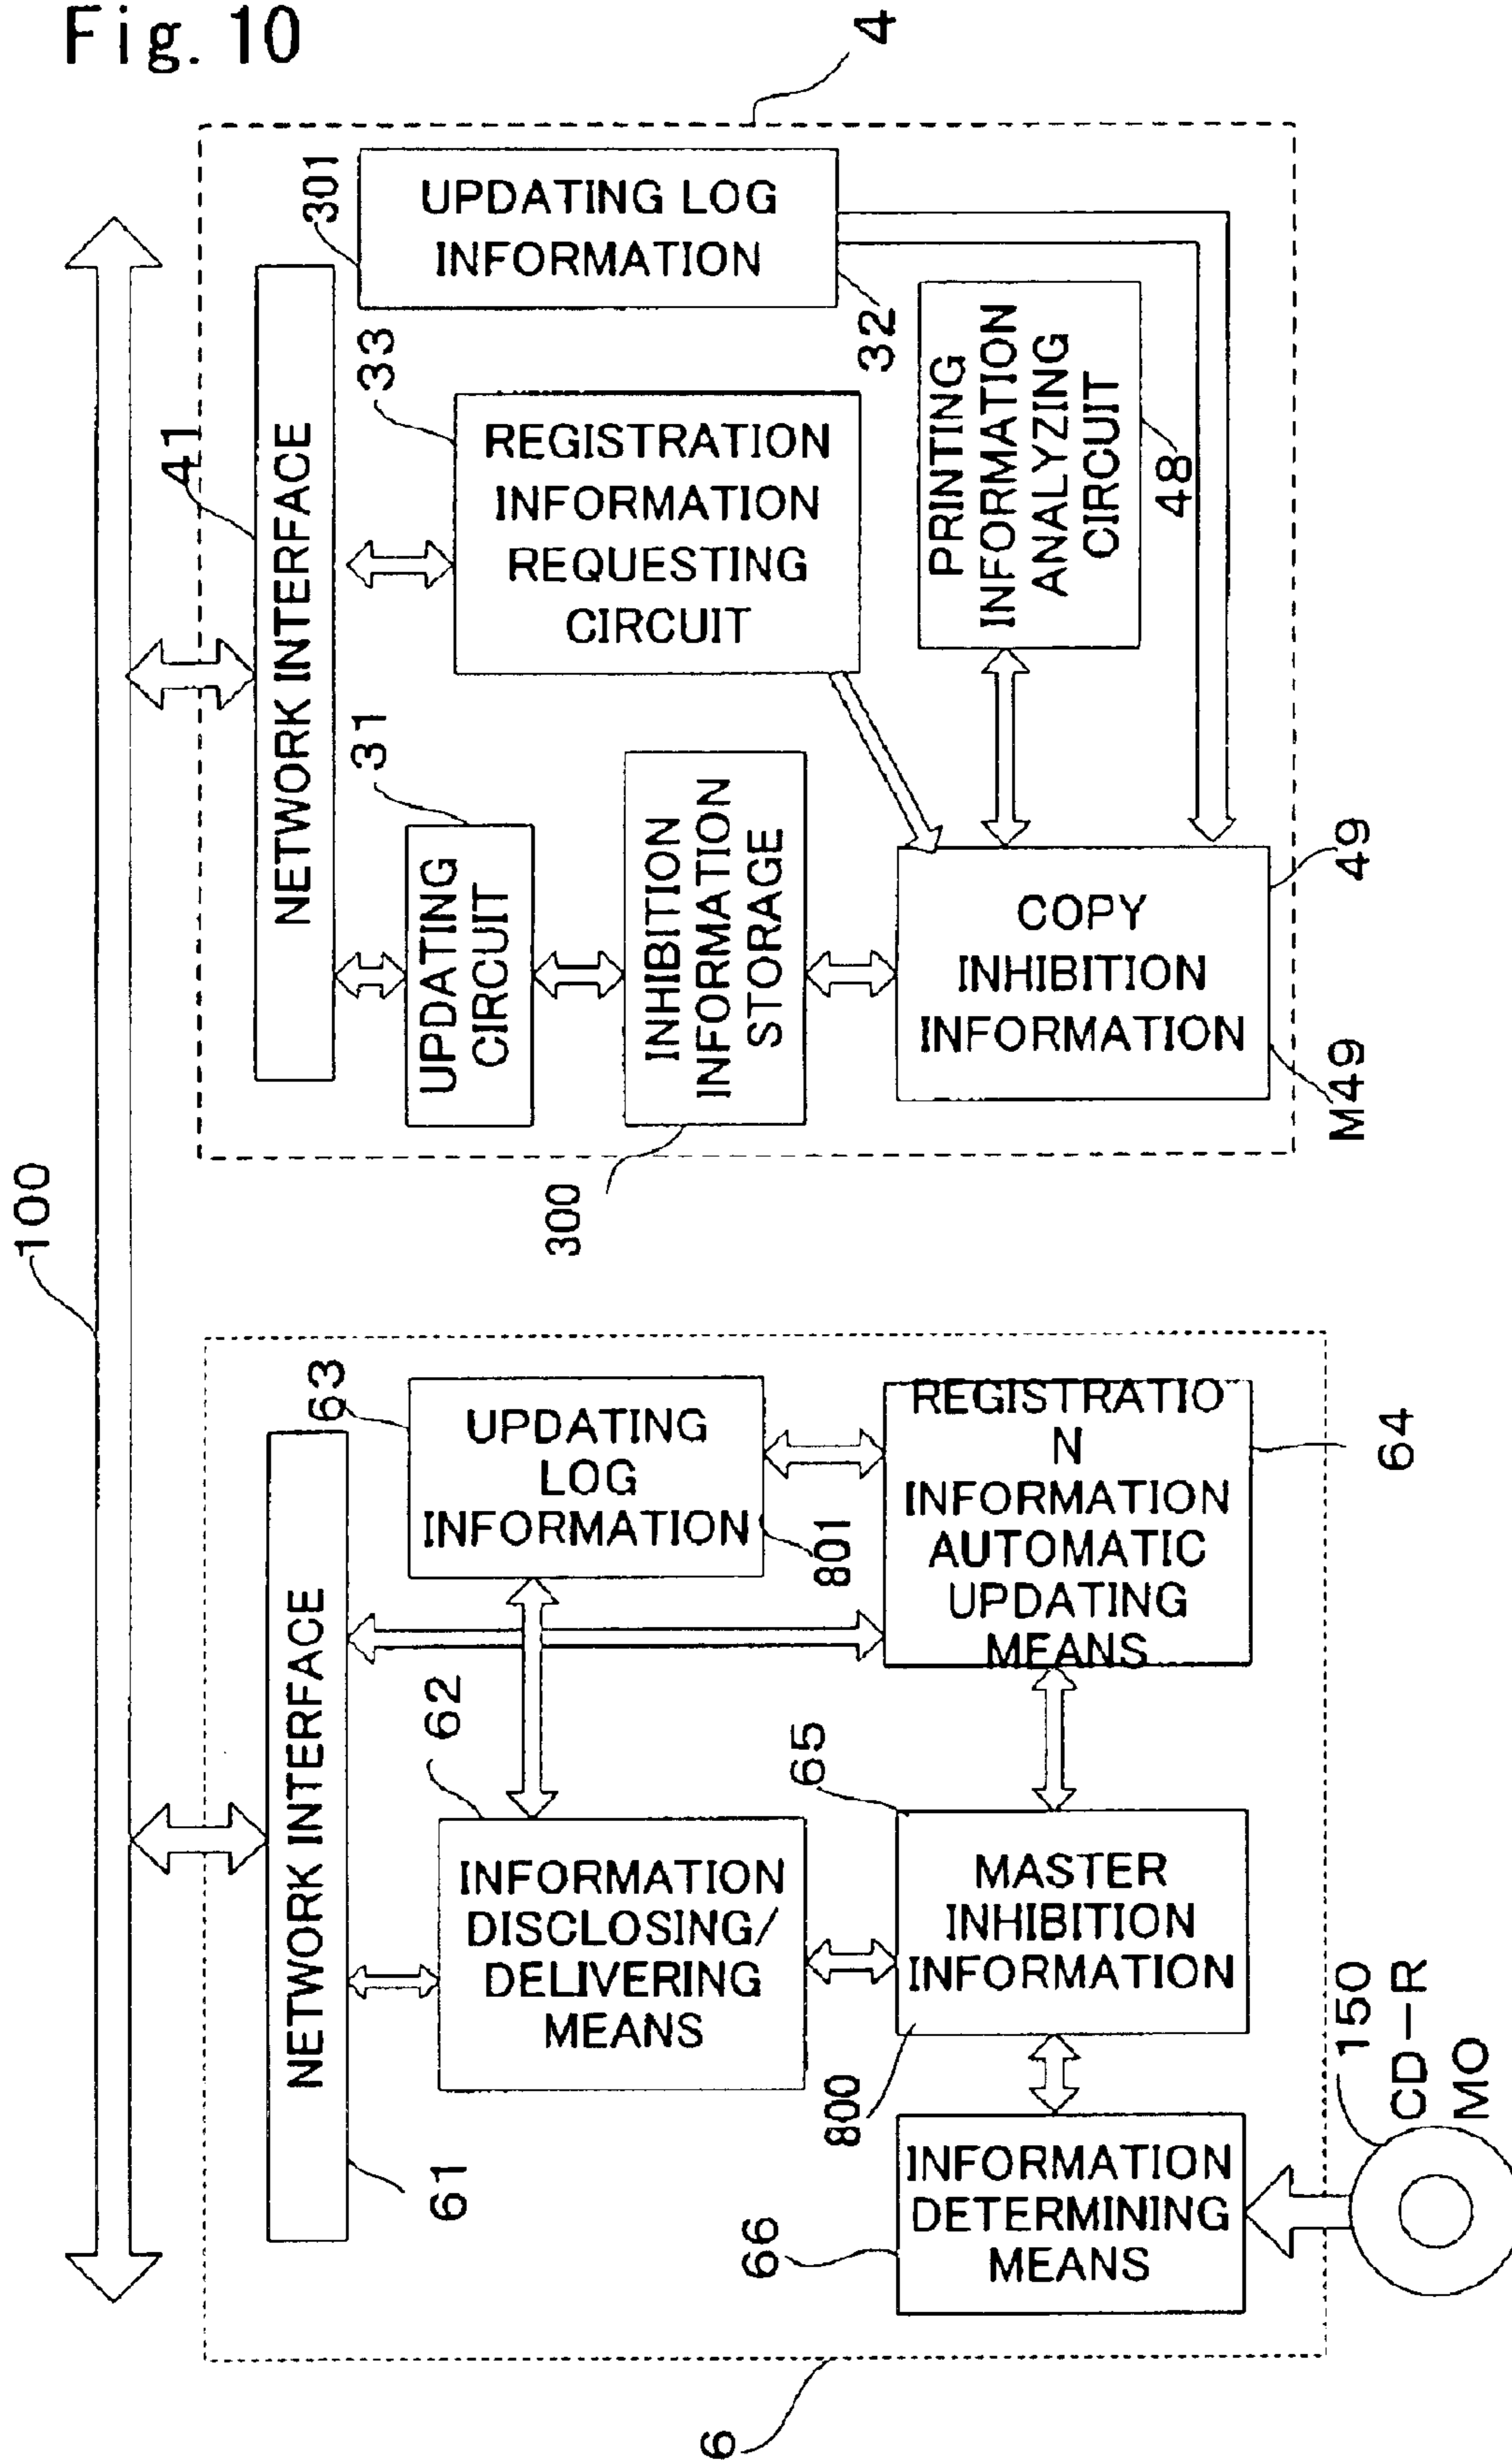 Fig. 10
100
4
41
NETWORK INTERFACE
301
UPDATING LOG
INFORMATION
32
33
REGISTRATION
INFORMATION
REQUESTING
CIRCUIT
31
UPDATING
CIRCUIT
PRINTING
INFORMATION
ANALYZING
CIRCUIT
48
INHIBITION
INFORMATION
STORAGE
300
COPY
INHIBITION
INFORMATION
49
M49
6
NETWORK INTERFACE
61
63
UPDATING
LOG
INFORMATION
801
62
INFORMATION
DISCLOSING/
DELIVERING
MEANS
REGISTRATIO
N
INFORMATION
AUTOMATIC
UPDATING
MEANS
64
65
MASTER
INHIBITION
INFORMATION
800
66
INFORMATION
DETERMINING
MEANS
150
CD-R
MO